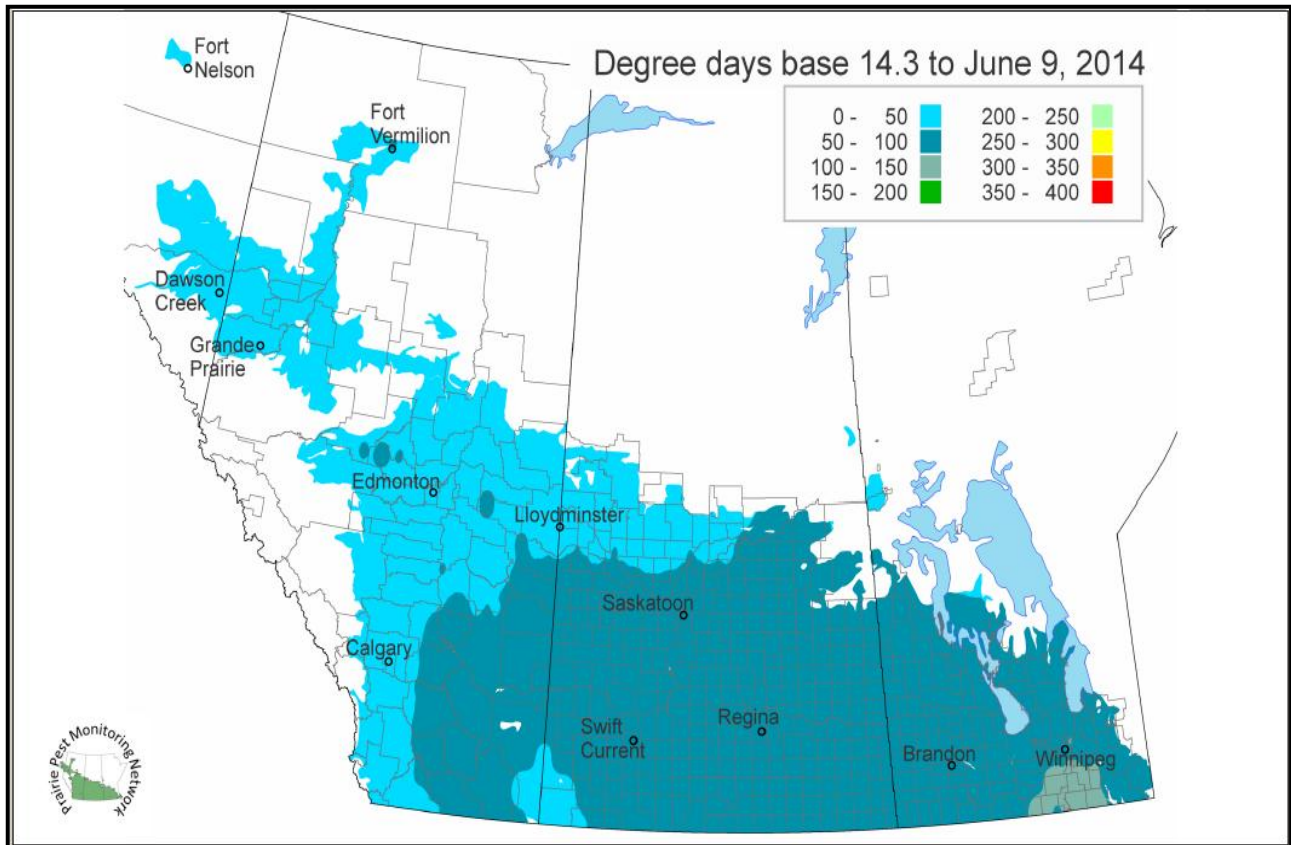 Degree days base 14.3 to June 9, 2014
0 - 50
50 - 100
100 - 150
150 - 200
200 - 250
250 - 300
300 - 350
350 - 400
Fort
Nelson
Fort
Vermilion
Dawson
Creek
Grande
Prairie
Edmonton
Lloydminster
Saskatoon
Calgary
Swift
Current
Regina
Brandon
Winnipeg
Prairie Pest Monitoring Network